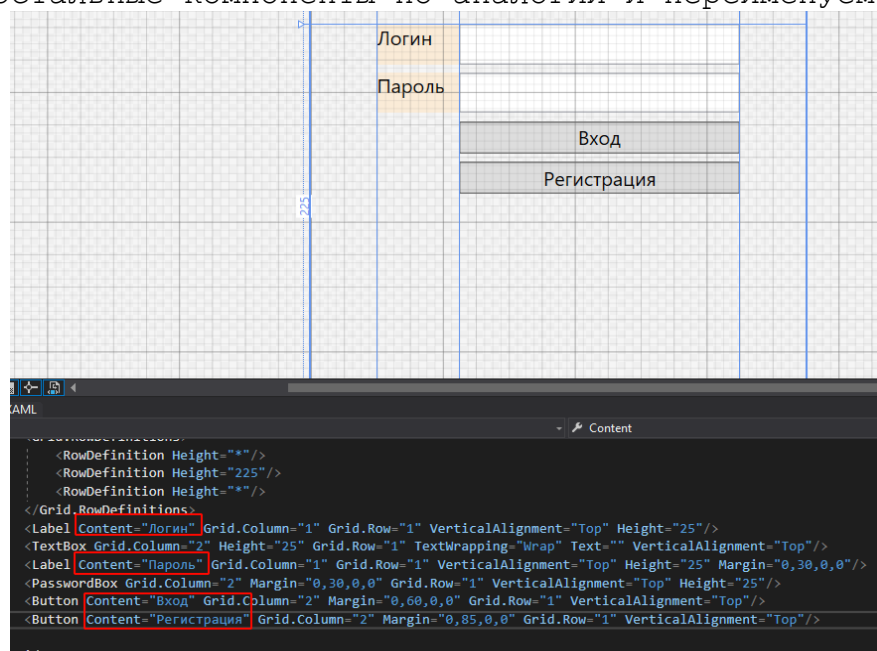 остальные компоненты по аналогии и переименуем
Логин
Пароль
Вход
Регистрация
225
XAML
Content
<RowDefinition Height="*"/>
<RowDefinition Height="225"/>
<RowDefinition Height="*"/>
</Grid.RowDefinitions>
<Label Content="Логин" Grid.Column="1" Grid.Row="1" VerticalAlignment="Top" Height="25"/>
<TextBox Grid.Column="2" Height="25" Grid.Row="1" TextWrapping="Wrap" Text="" VerticalAlignment="Top"/>
<Label Content="Пароль" Grid.Column="1" Grid.Row="1" VerticalAlignment="Top" Height="25" Margin="0,30,0,0"/>
<PasswordBox Grid.Column="2" Margin="0,30,0,0" Grid.Row="1" VerticalAlignment="Top" Height="25"/>
<Button Content="Вход" Grid.Column="2" Margin="0,60,0,0" Grid.Row="1" VerticalAlignment="Top"/>
<Button Content="Регистрация" Grid.Column="2" Margin="0,85,0,0" Grid.Row="1" VerticalAlignment="Top"/>